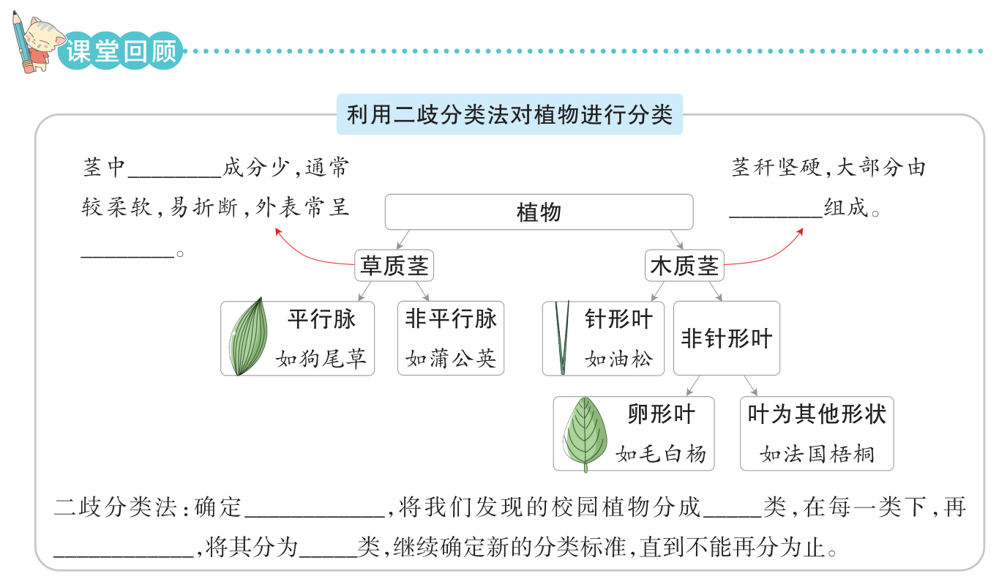 课堂回顾
利用二歧分类法对植物进行分类
茎中________成分少,通常
较柔软,易折断,外表常呈
________。
茎秆坚硬,大部分由
________组成。
植物
草质茎
木质茎
平行脉
如狗尾草
非平行脉
如蒲公英
针形叶
如油松
非针形叶
卵形叶
如毛白杨
叶为其他形状
如法国梧桐
二歧分类法:确定____________,将我们发现的校园植物分成_____类,在每一类下,再
____________,将其分为_____类,继续确定新的分类标准,直到不能再分为止。